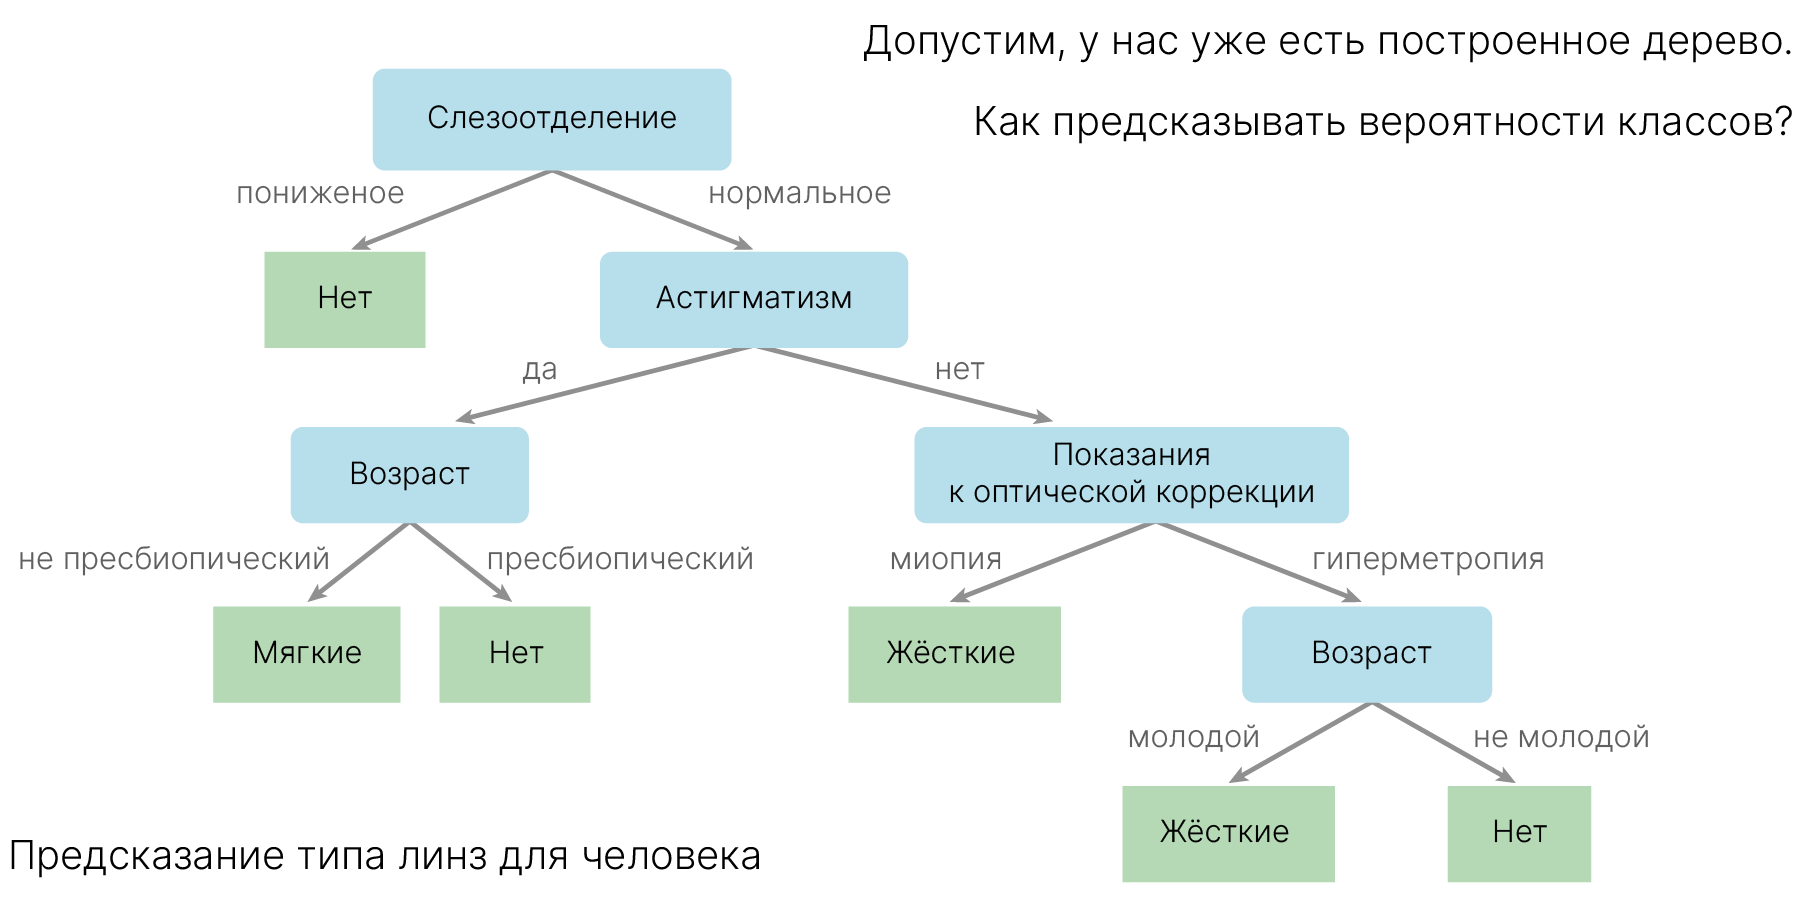 Допустим, у нас уже есть построенное дерево.
Как предсказывать вероятности классов?
Слезоотделение
пониженое
нормальное
Нет
Астигматизм
да
нет
Возраст
Показания
к оптической коррекции
не пресбиопический
пресбиопический
миопия
гиперметропия
Мягкие
Нет
Жёсткие
Возраст
молодой
не молодой
Жёсткие
Нет
Предсказание типа линз для человека